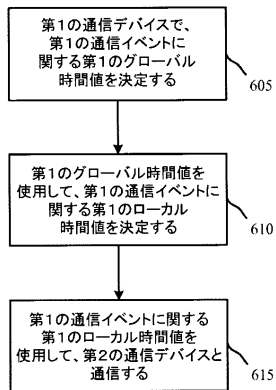 第1の通信デバイスで、
第1の通信イベントに
関する第1のグローバル
時間値を決定する
605
第1のグローバル時間値を
使用して、第1の通信イベントに
関する第1のローカル
時間値を決定する
610
第1の通信イベントに関する
第1のローカル時間値を
使用して、第2の通信デバイスと
通信する
615